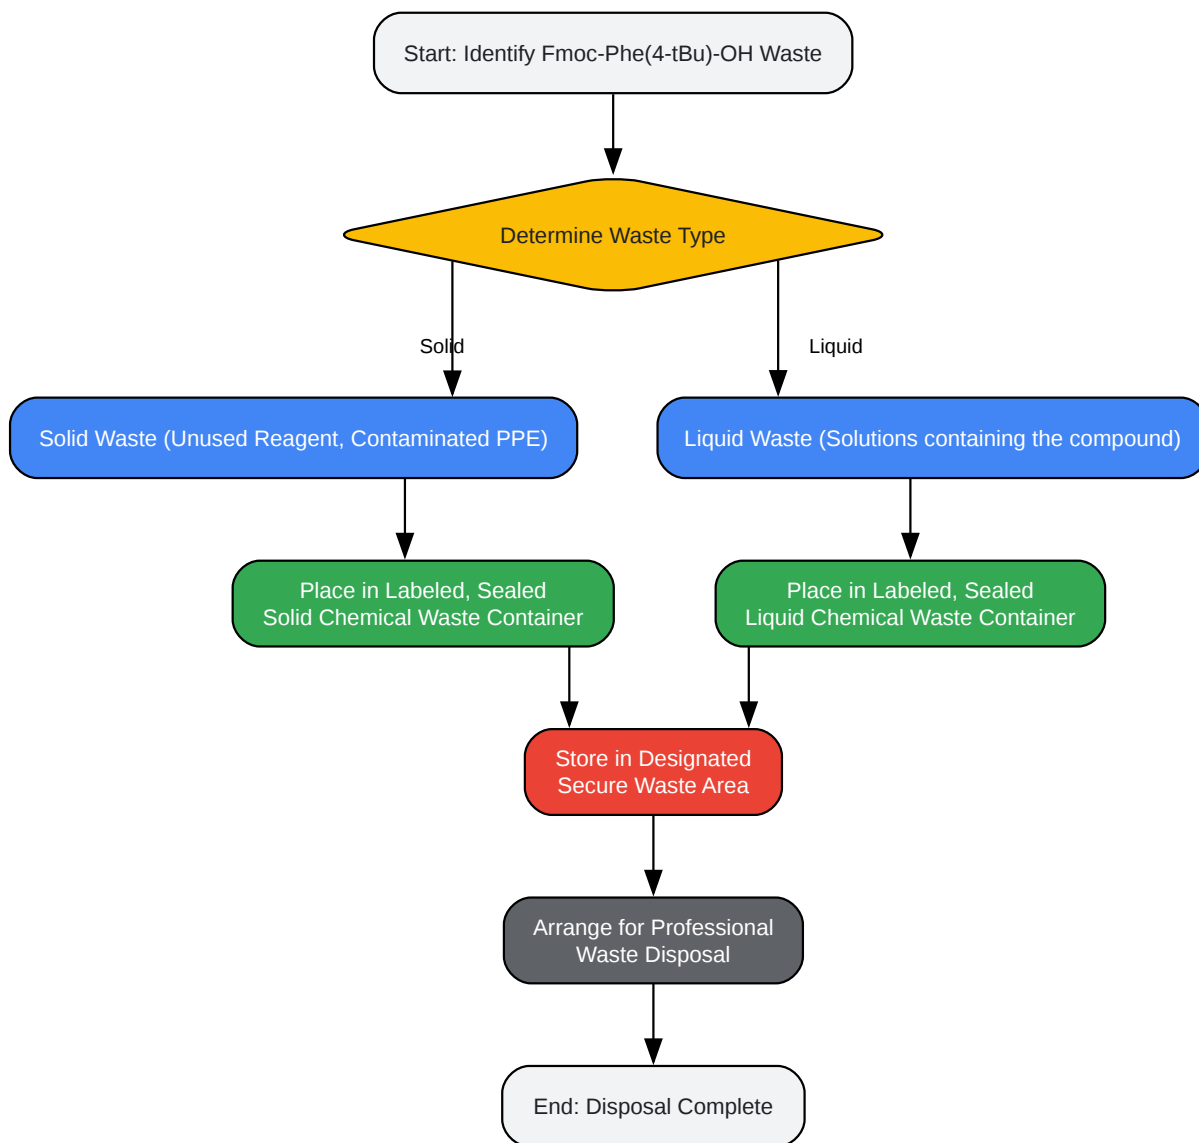 Start: Identify Fmoc-Phe(4-tBu)-OH Waste
Determine Waste Type
Solid
Liquid
Solid Waste (Unused Reagent, Contaminated PPE)
Liquid Waste (Solutions containing the compound)
Place in Labeled, Sealed
Solid Chemical Waste Container
Place in Labeled, Sealed
Liquid Chemical Waste Container
Store in Designated
Secure Waste Area
Arrange for Professional
Waste Disposal
End: Disposal Complete